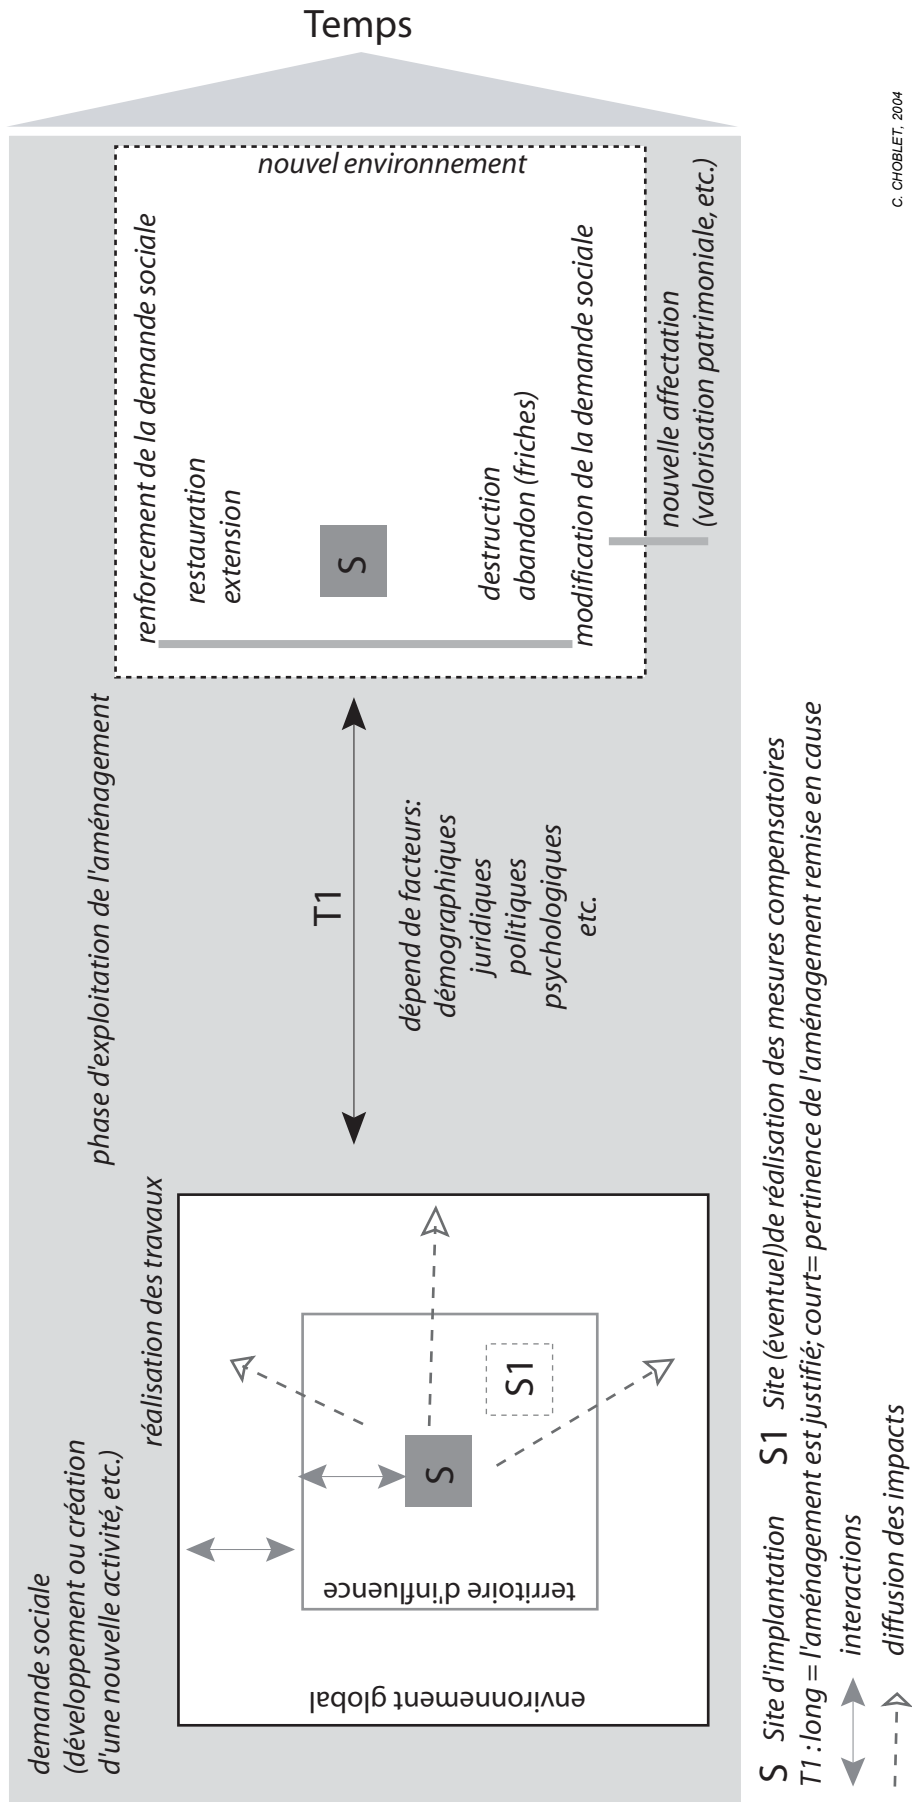 Temps
demande sociale
(développement ou création
d'une nouvelle activité, etc.)
réalisation des travaux
environnement global
territoire d'influence
S
S1
phase d'exploitation de l'aménagement
T1
dépend de facteurs:
démographiques
juridiques
politiques
psychologiques
etc.
nouvel environnement
renforcement de la demande sociale
restauration
extension
S
destruction
abandon (friches)
modification de la demande sociale
nouvelle affectation
(valorisation patrimoniale, etc.)
S Site d'implantation S1 Site (éventuel)de réalisation des mesures compensatoires
T1 : long = l'aménagement est justifié; court= pertinence de l'aménagement remise en cause
interactions
diffusion des impacts
C. CHOBLET, 2004